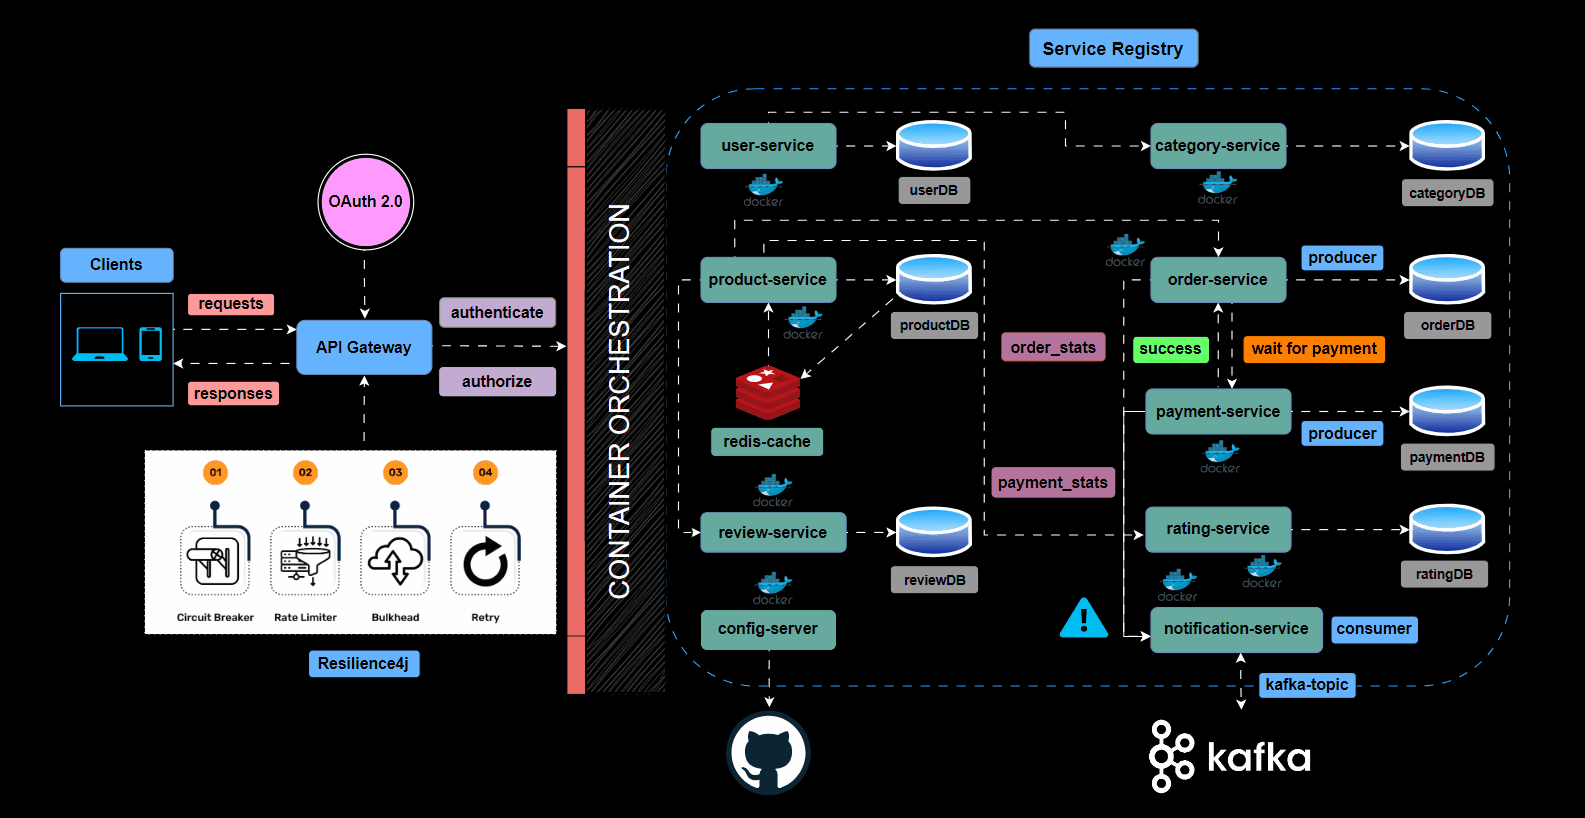 Service Registry
user-service
docker
userDB
category-service
docker
categoryDB
OAuth 2.0
Clients
requests
responses
API Gateway
authenticate
authorize
01
02
03
04
Circuit Breaker
Rate Limiter
Bulkhead
Retry
Resilience4j
CONTAINER ORCHESTRATION
product-service
docker
productDB
redis-cache
docker
review-service
reviewDB
docker
config-server
docker
order-service
producer
orderDB
order_stats
success
wait for payment
payment-service
producer
docker
paymentDB
payment_stats
rating-service
docker
ratingDB
docker
notification-service
consumer
kafka-topic
kafka